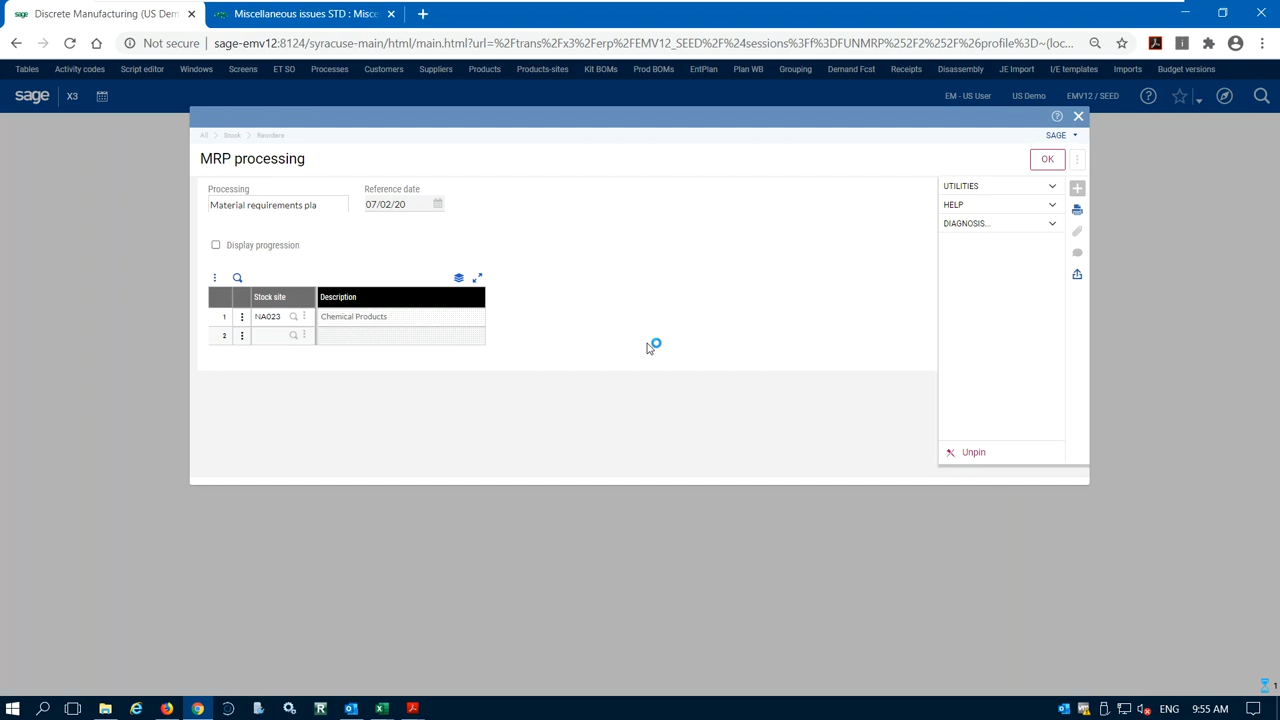 sage Discrete Manufacturing (US Dem
Miscellaneous issues STD : Misce
Not secure
sage-emv12:8124/syracuse-main/html/main.html?url=%2Ftrans%2Fx3%2Ferp%2FEMV12_SEED%2F%24sessions%3Ff%3DFUNMRP%252F2%252F%26profile%3D~(loc...
Tables Activity codes Script editor Windows Screens ET SO Processes Customers Suppliers Products Products-sites Kit BOMs Prod BOMs EntPlan Plan WB Grouping Demand Fcst Receipts Disassembly JE Import I/E templates Imports Budget versions
sage X3 EM - US User US Demo EMV12 / SEED
All > Stock > Reorders
SAGE
MRP processing
OK
Processing Reference date
Material requirements pla 07/02/20
Display progression
Stock site Description
1 NA023 Chemical Products
2
UTILITIES
HELP
DIAGNOSIS...
Unpin
1
ENG 9:55 AM